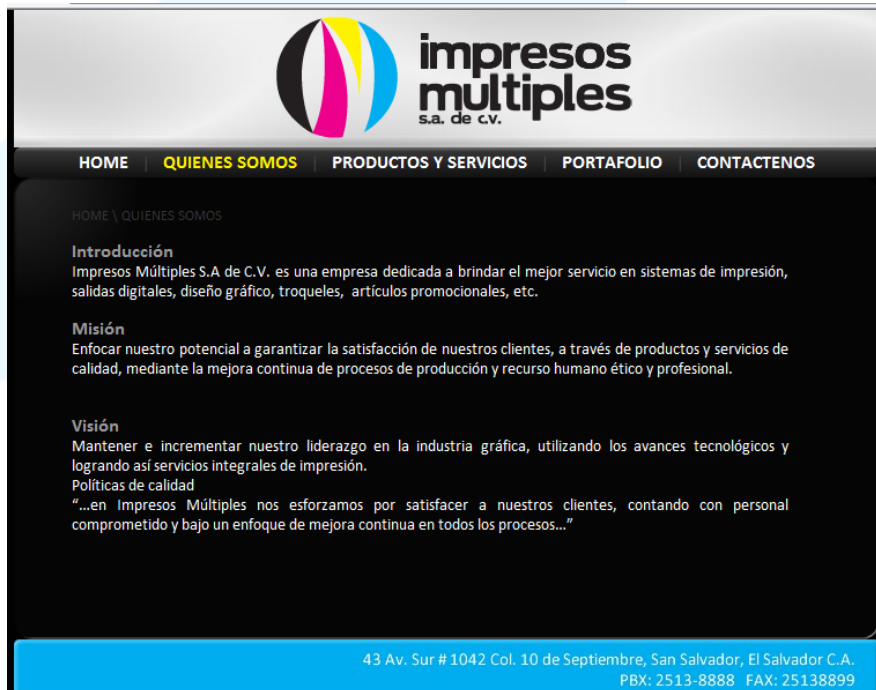 impresos
multiples
s.a. de c.v.
HOME | QUIENES SOMOS | PRODUCTOS Y SERVICIOS | PORTAFOLIO | CONTACTENOS
HOME \ QUIENES SOMOS
Introducción
Impresos Múltiples S.A de C.V. es una empresa dedicada a brindar el mejor servicio en sistemas de impresión,
salidas digitales, diseño gráfico, troqueles, artículos promocionales, etc.
Misión
Enfocar nuestro potencial a garantizar la satisfacción de nuestros clientes, a través de productos y servicios de
calidad, mediante la mejora continua de procesos de producción y recurso humano ético y profesional.
Visión
Mantener e incrementar nuestro liderazgo en la industria gráfica, utilizando los avances tecnológicos y
logrando así servicios integrales de impresión.
Políticas de calidad
“…en Impresos Múltiples nos esforzamos por satisfacer a nuestros clientes, contando con personal
comprometido y bajo un enfoque de mejora continua en todos los procesos…”
43 Av. Sur # 1042 Col. 10 de Septiembre, San Salvador, El Salvador C.A.
PBX: 2513-8888 FAX: 25138899